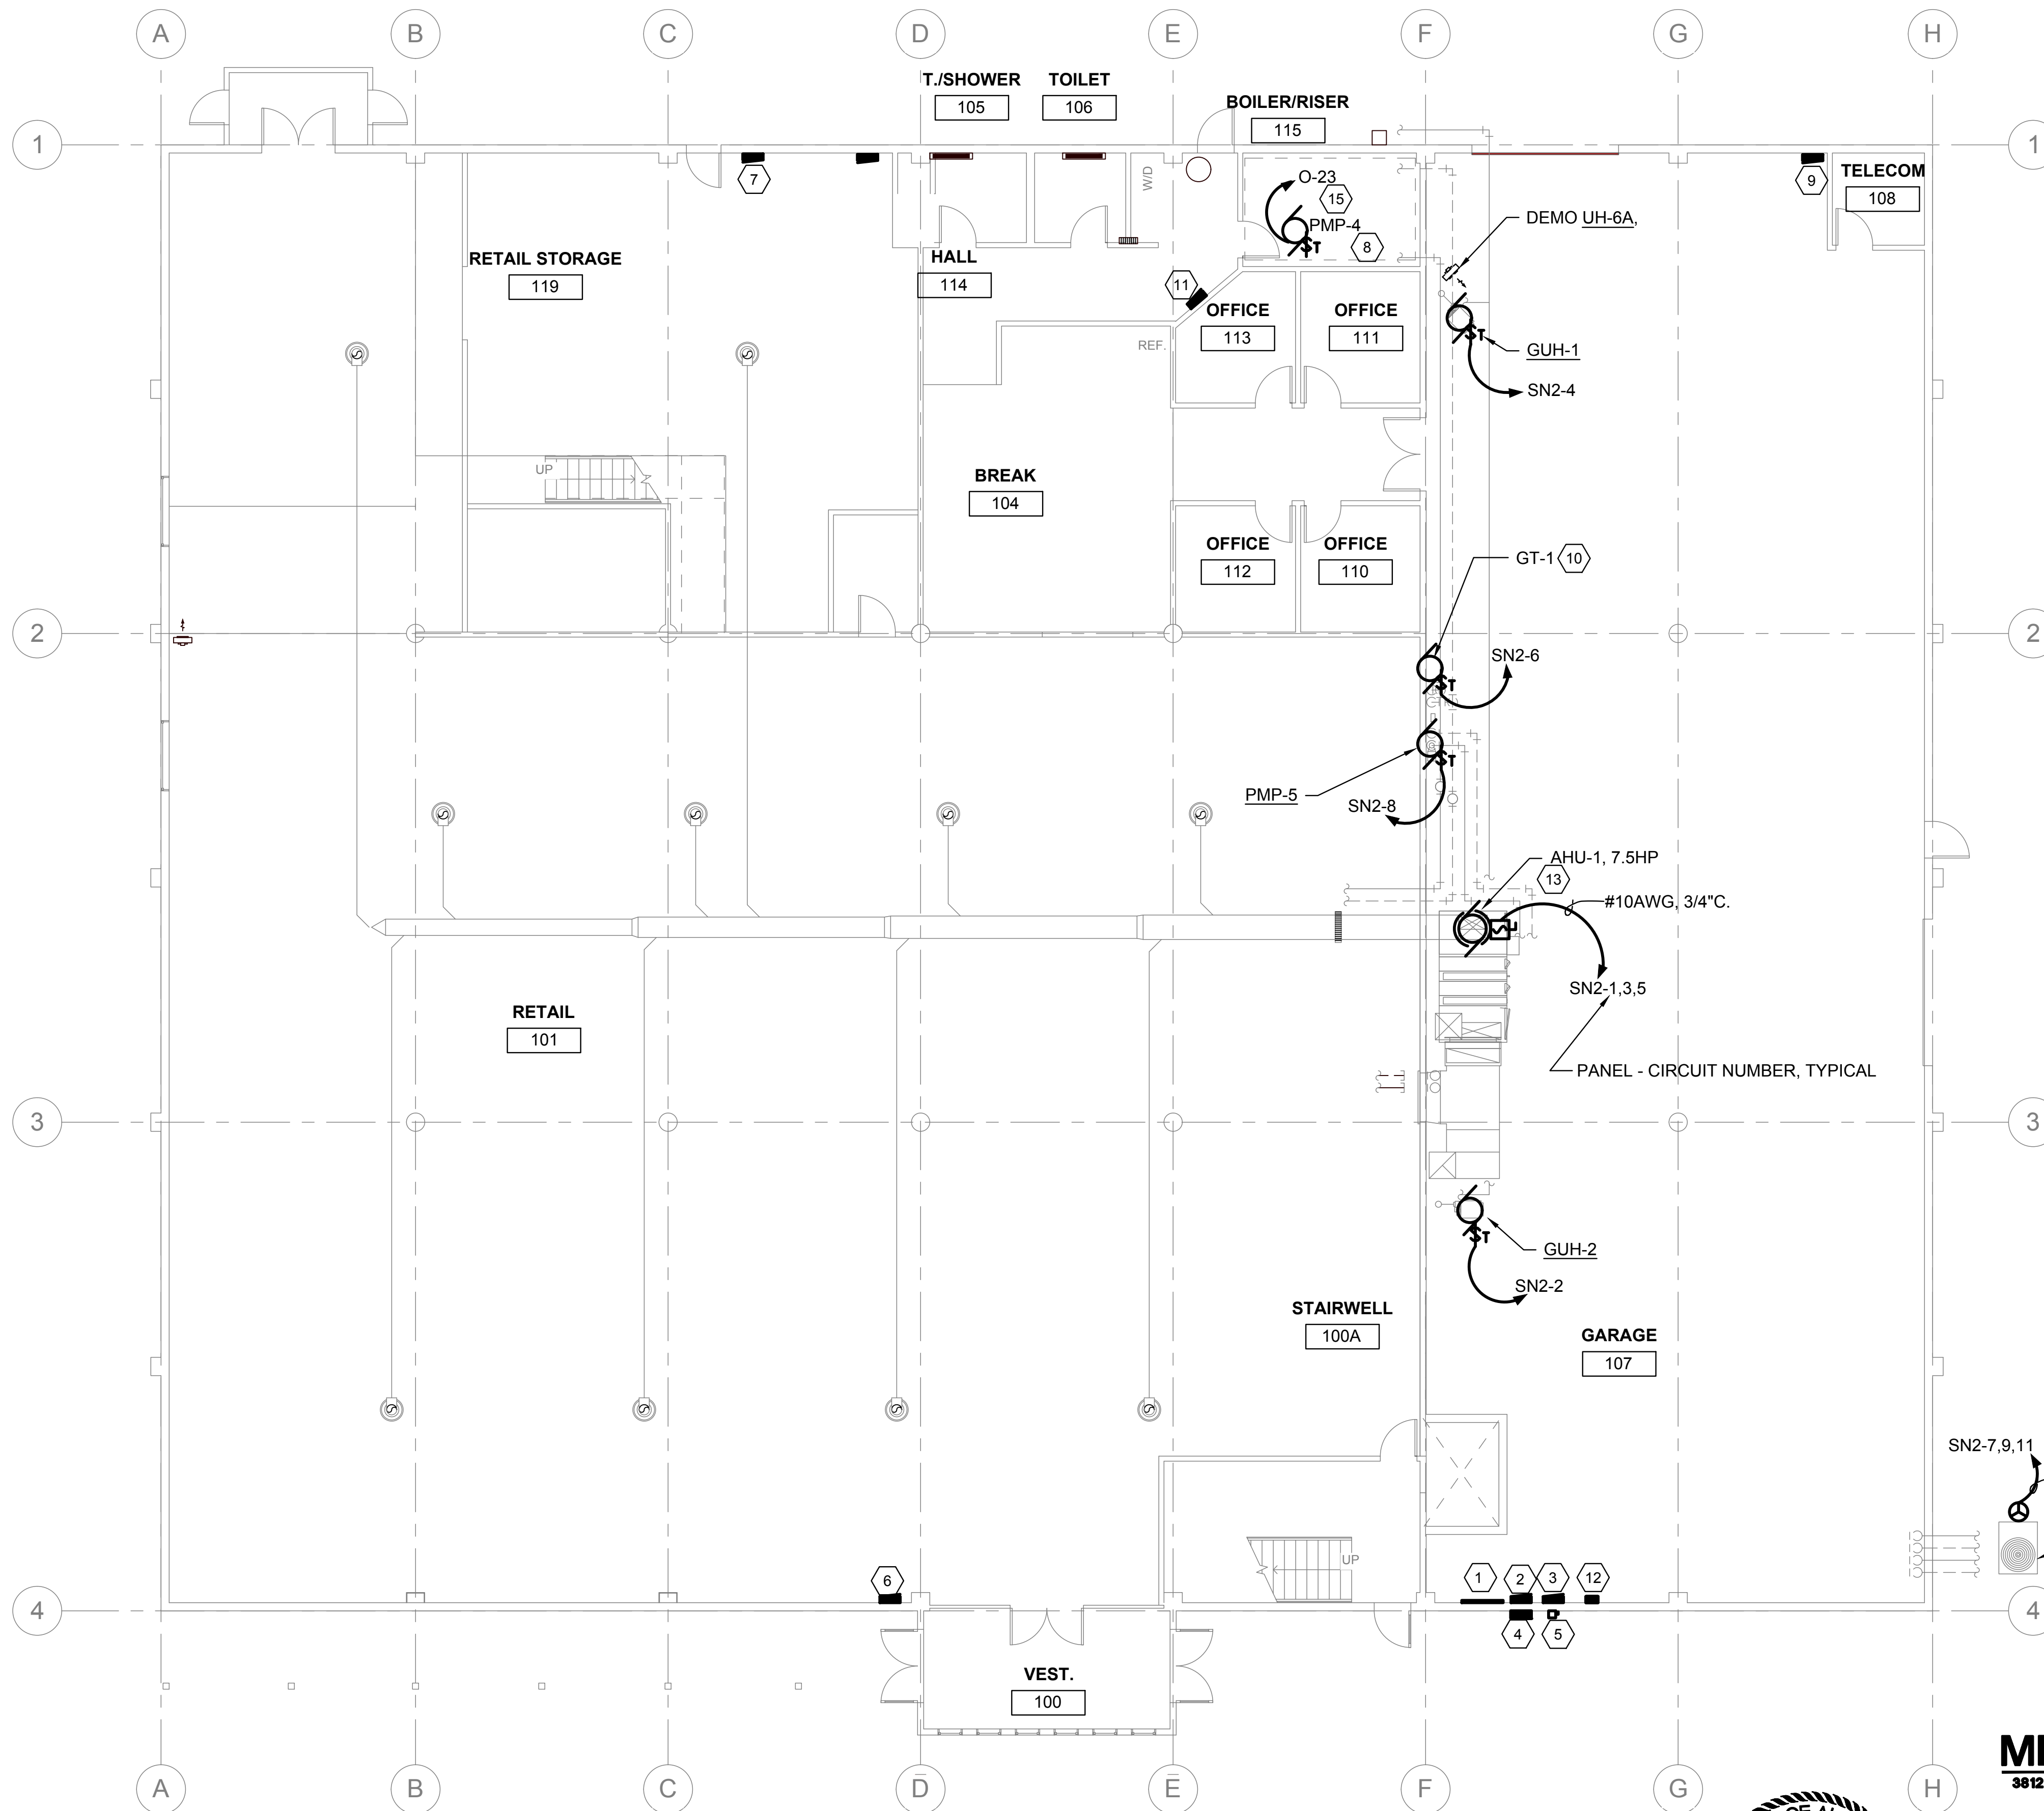 A B C D E F G H
T./SHOWER
105
TOILET
106
BOILER/RISER
115
1
1
7
W/D
O-23
15
PMP-4
$T
8
9
TELECOM
108
DEMO UH-6A,
RETAIL STORAGE
119
HALL
114
11
OFFICE
113
OFFICE
111
REF.
$T
GUH-1
SN2-4
UP
BREAK
104
OFFICE
112
OFFICE
110
GT-1
10
2
2
SN2-6
$T
$T
PMP-5
SN2-8
AHU-1, 7.5HP
13
#10AWG, 3/4"C.
SN2-1,3,5
RETAIL
101
PANEL - CIRCUIT NUMBER, TYPICAL
3
3
$T
GUH-2
SN2-2
STAIRWELL
100A
GARAGE
107
SN2-7,9,11
UP
6
1
2
3
12
4
4
4
5
VEST.
100
A B C D E F G H
3812